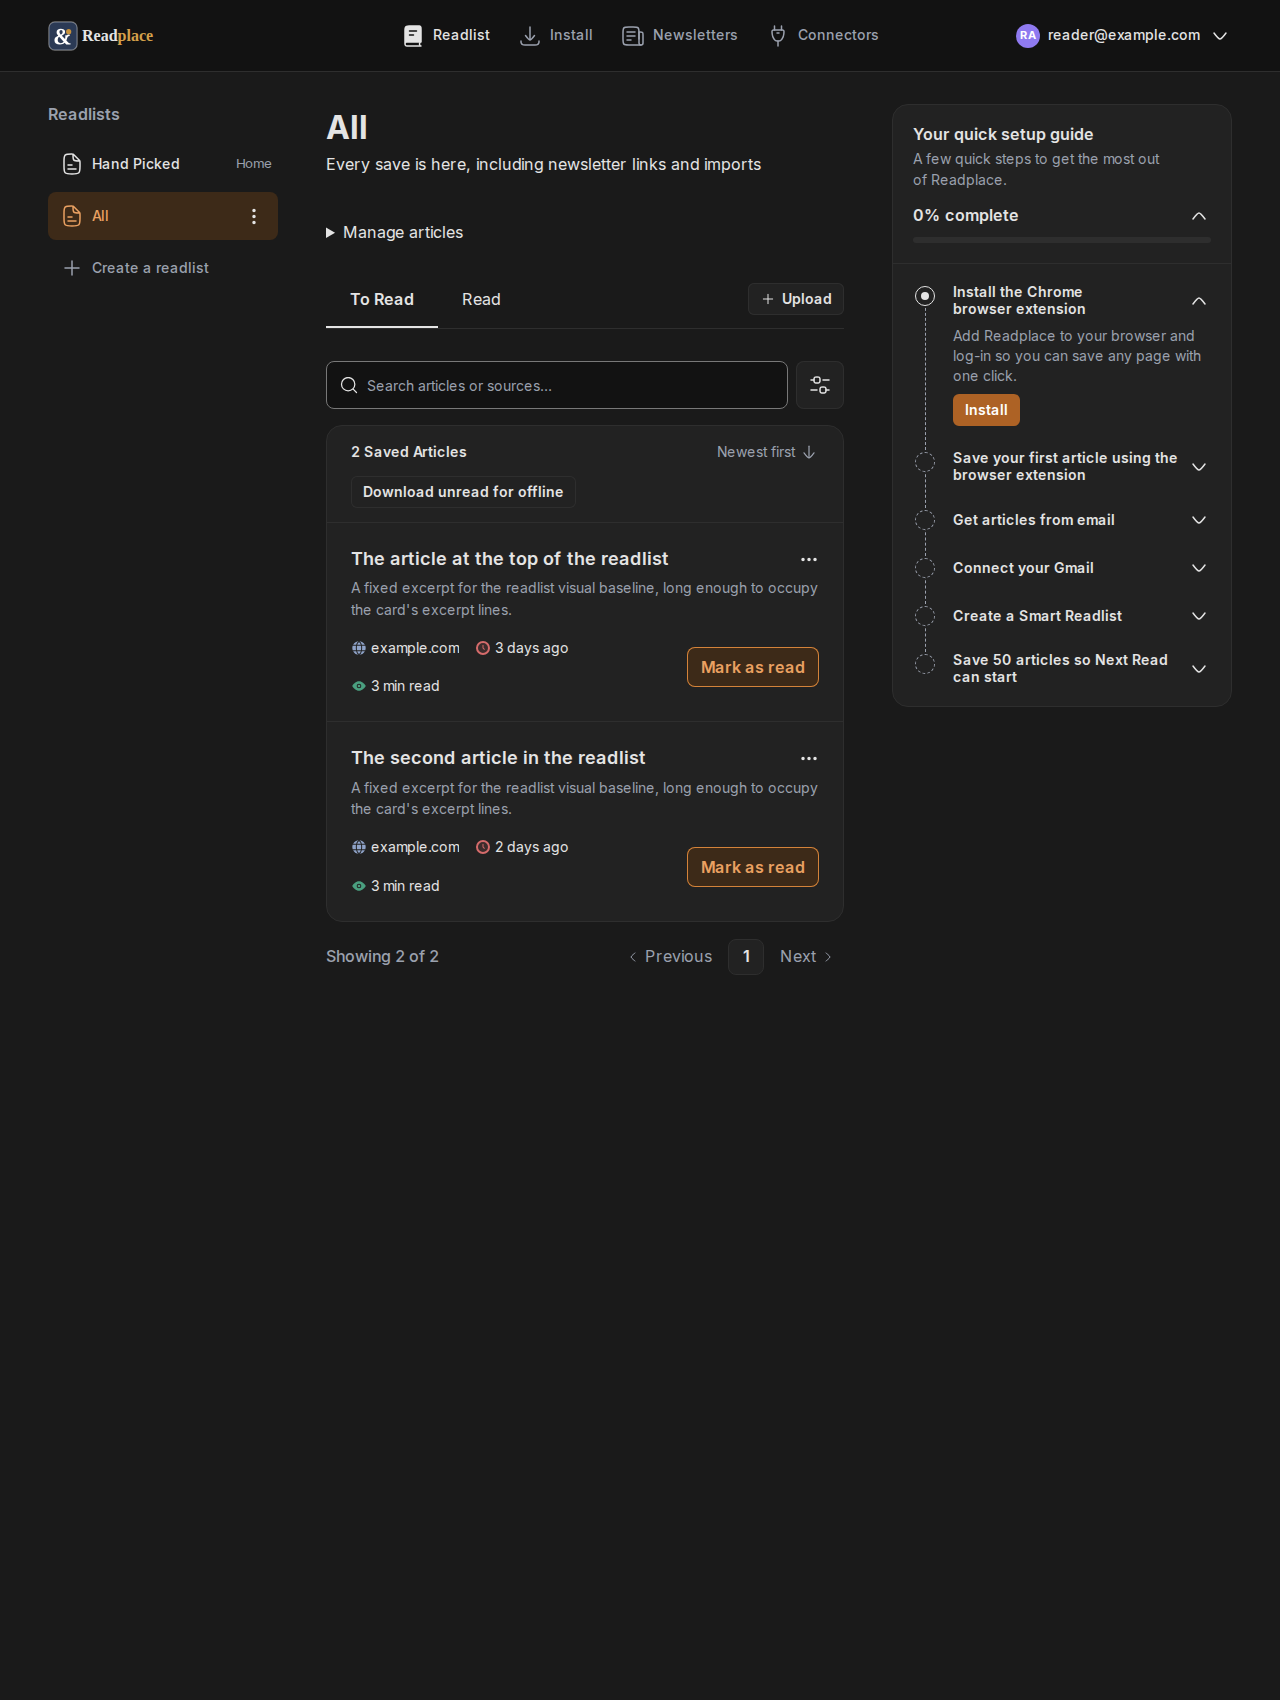 & Readplace
Readlist
Install
Newsletters
Connectors
RA
reader@example.com
Readlists
Hand Picked
Home
All
Create a readlist
All
Every save is here, including newsletter links and imports
Manage articles
To Read
Read
Upload
Search articles or sources...
2 Saved Articles
Newest first
Download unread for offline
The article at the top of the readlist
A fixed excerpt for the readlist visual baseline, long enough to occupy
the card's excerpt lines.
example.com
3 days ago
3 min read
Mark as read
The second article in the readlist
A fixed excerpt for the readlist visual baseline, long enough to occupy
the card's excerpt lines.
example.com
2 days ago
3 min read
Mark as read
Showing 2 of 2
Previous
1
Next
Your quick setup guide
A few quick steps to get the most out
of Readplace.
0% complete
Install the Chrome
browser extension
Add Readplace to your browser and
log-in so you can save any page with
one click.
Install
Save your first article using the
browser extension
Get articles from email
Connect your Gmail
Create a Smart Readlist
Save 50 articles so Next Read
can start